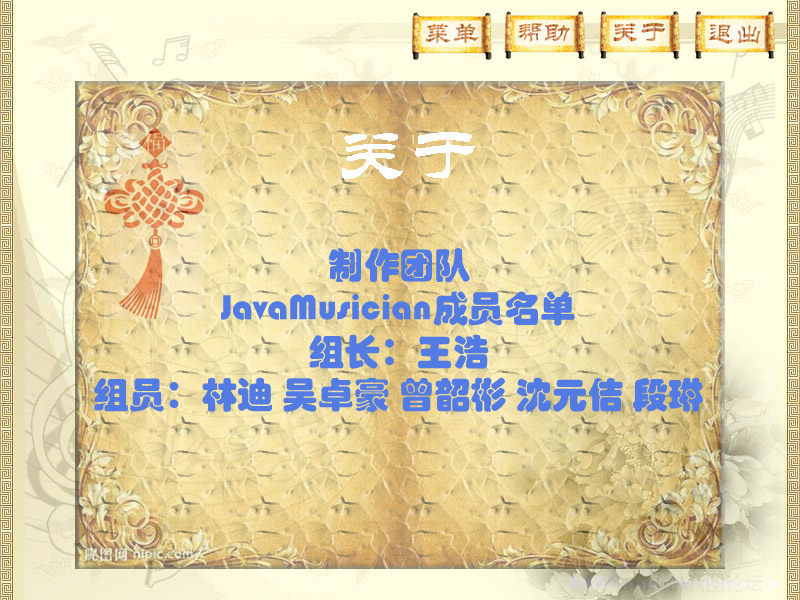 菜单 帮助 关于 退出
福
关于
制作团队
JavaMusician成员名单
组长：王浩
组员：林迪 吴卓豪 曾韶彬 沈元佶 段琳
昵图网 nipic.com